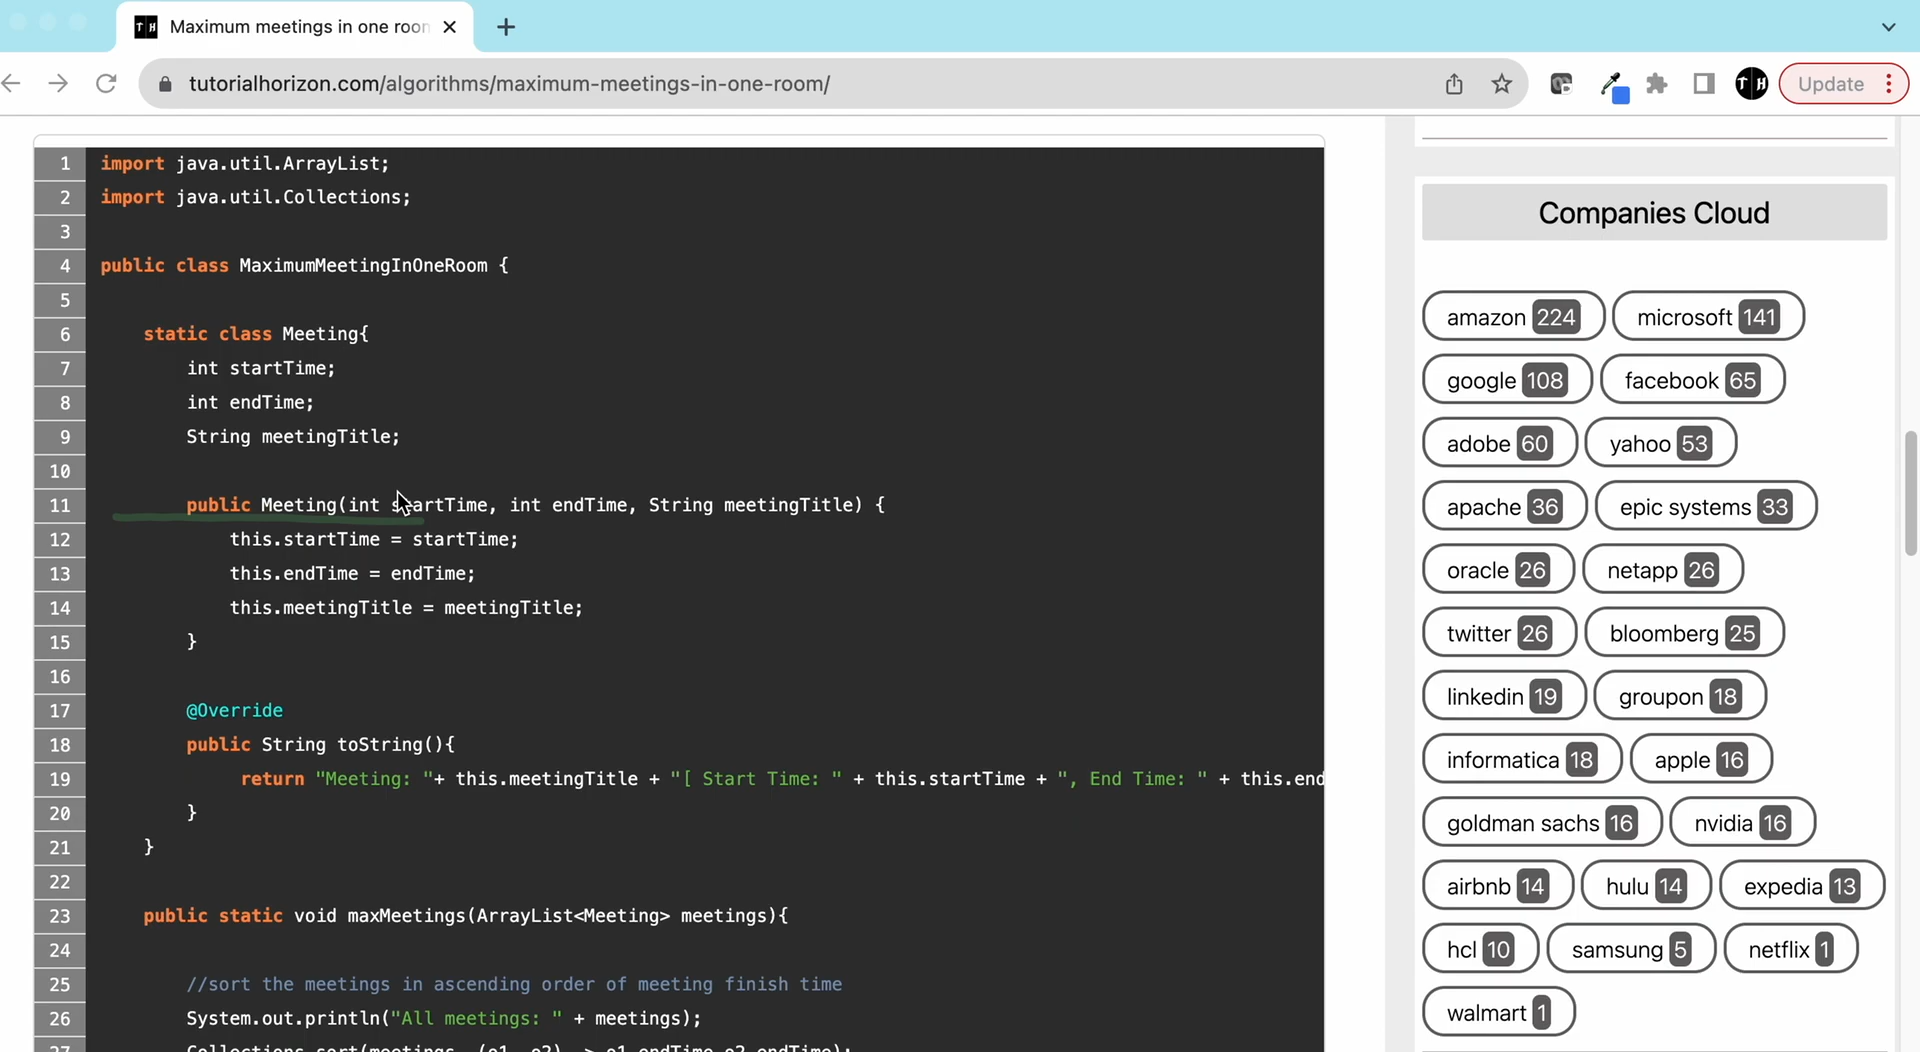 Maximum meetings in one room
tutorialhorizon.com/algorithms/maximum-meetings-in-one-room/
TH
Update
1 import java.util.ArrayList;
2 import java.util.Collections;
3
4 public class MaximumMeetingInOneRoom {
5
6 static class Meeting{
7 int startTime;
8 int endTime;
9 String meetingTitle;
10
11 public Meeting(int startTime, int endTime, String meetingTitle) {
12 this.startTime = startTime;
13 this.endTime = endTime;
14 this.meetingTitle = meetingTitle;
15 }
16
17 @Override
18 public String toString(){
19 return "Meeting: "+ this.meetingTitle + "[ Start Time: " + this.startTime + ", End Time: " + this.end
20 }
21 }
22
23 public static void maxMeetings(ArrayList<Meeting> meetings){
24
25 //sort the meetings in ascending order of meeting finish time
26 System.out.println("All meetings: " + meetings);
Companies Cloud
amazon 224 microsoft 141
google 108 facebook 65
adobe 60 yahoo 53
apache 36 epic systems 33
oracle 26 netapp 26
twitter 26 bloomberg 25
linkedin 19 groupon 18
informatica 18 apple 16
goldman sachs 16 nvidia 16
airbnb 14 hulu 14 expedia 13
hcl 10 samsung 5 netflix 1
walmart 1